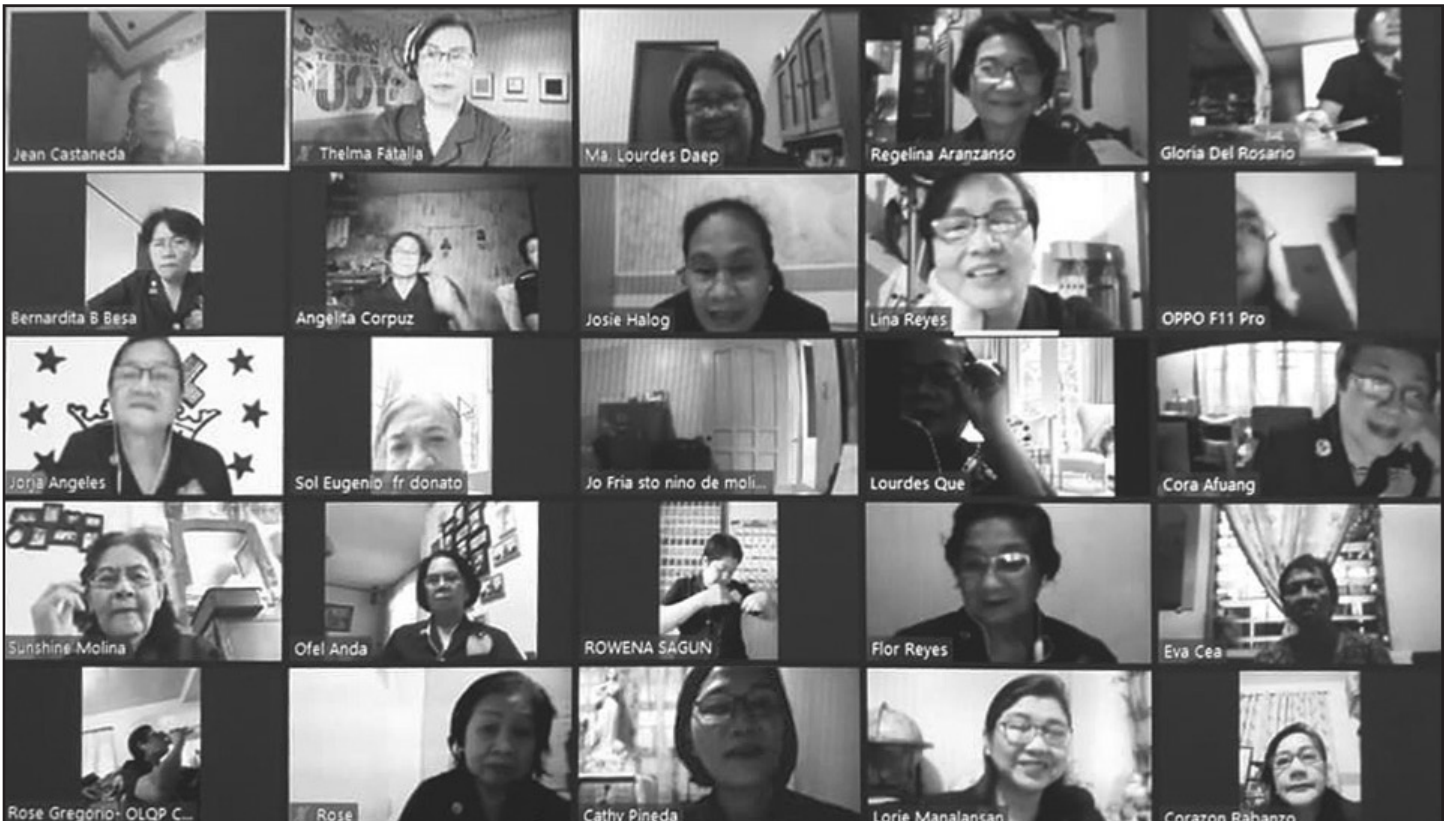 Jean Castaneda
Thelma Fatalla
Ma. Lourdes Daep
Regelina Aranzanso
Gloria Del Rosario
Bernardita B Besa
Angelita Corpuz
Josie Halog
Lina Reyes
OPPO F11 Pro
Jorja Angeles
Sol Eugenio fr donato
Jo Fria sto nino de moli...
Lourdes Que
Cora Afuang
Sunshine Molina
Ofel Anda
ROWENA SAGUN
Flor Reyes
Eva Cea
Rose Gregorio- OLQP C...
Rose
Cathy Pineda
Lorie Manalansan
Corazon Rabanzo